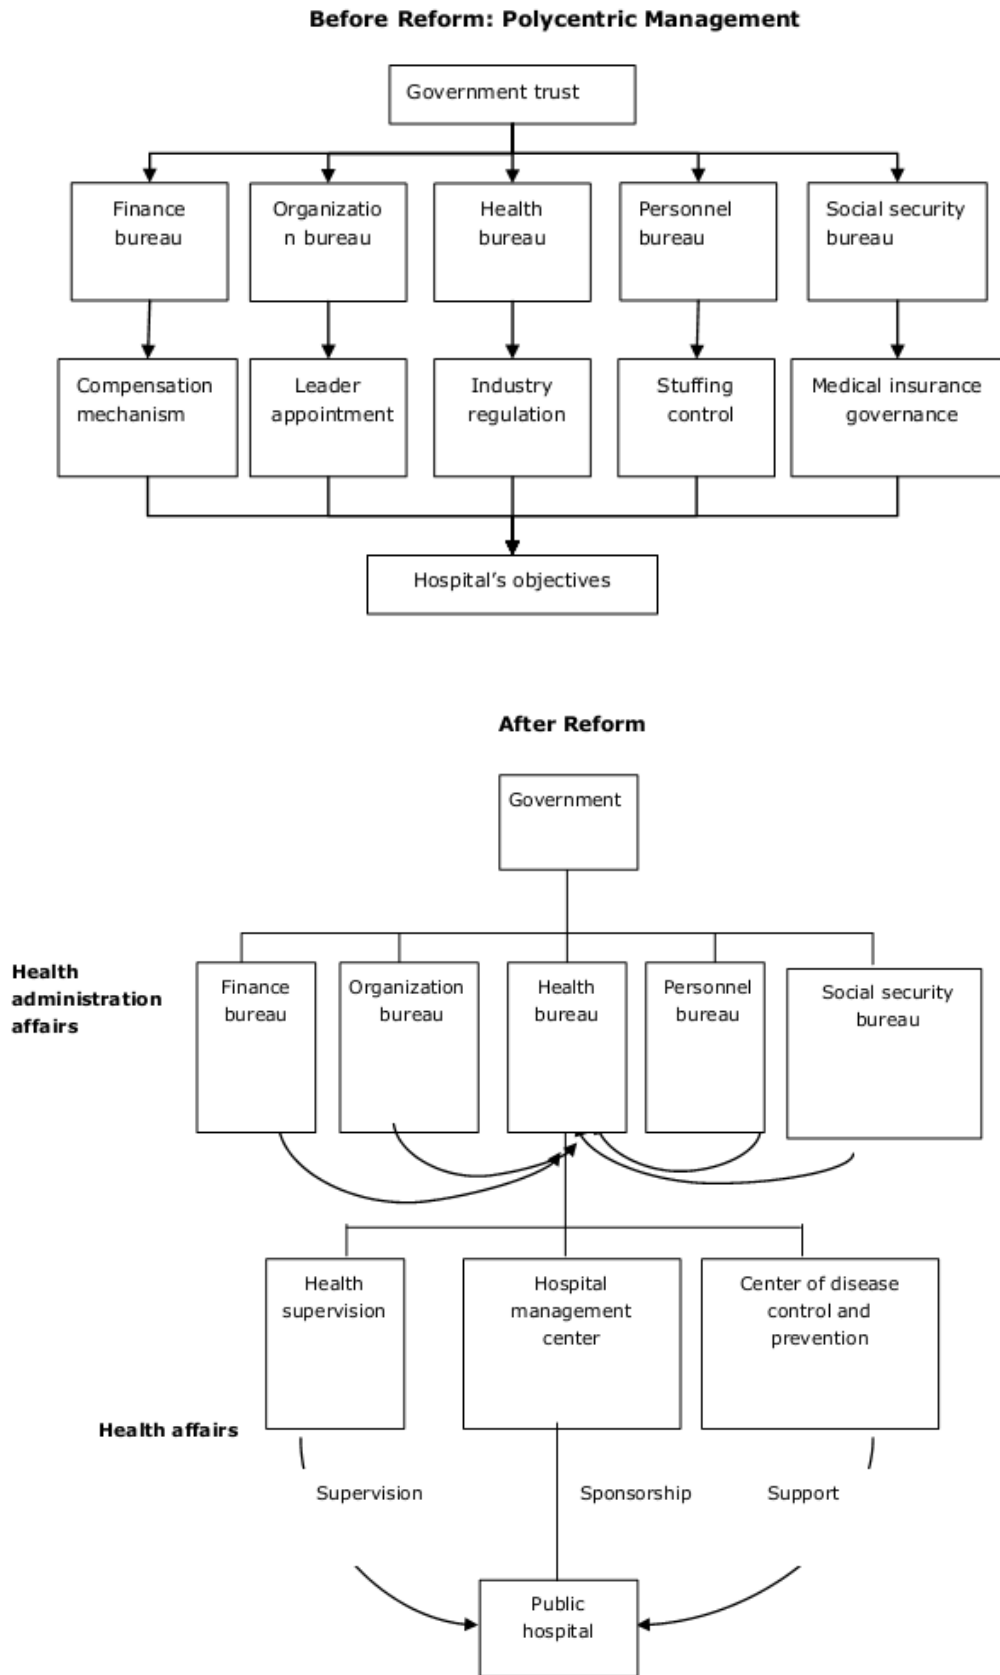 Before Reform: Polycentric Management
Government trust
Finance
bureau
Organizatio
n bureau
Health
bureau
Personnel
bureau
Social security
bureau
Compensation
mechanism
Leader
appointment
Industry
regulation
Stuffing
control
Medical insurance
governance
Hospital's objectives
After Reform
Government
Health
administration
affairs
Finance
bureau
Organization
bureau
Health
bureau
Personnel
bureau
Social security
bureau
Health
supervision
Hospital
management
center
Center of disease
control and
prevention
Health affairs
Supervision
Sponsorship
Support
Public
hospital